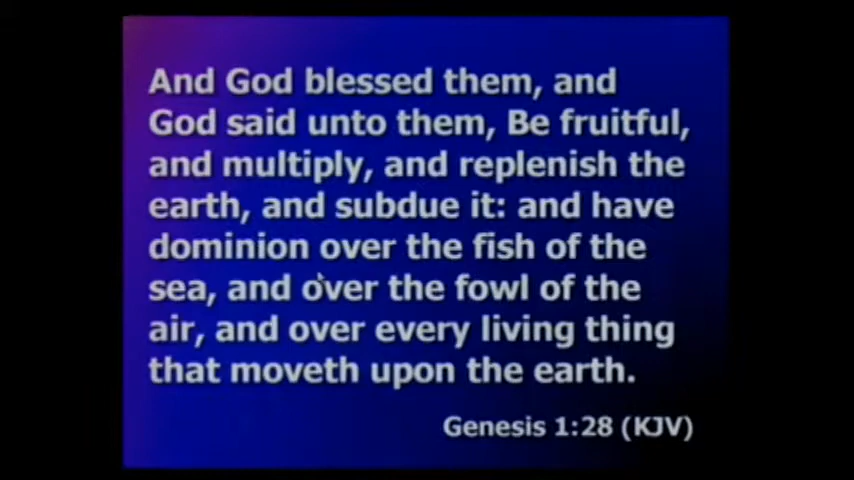 And God blessed them, and
God said unto them, Be fruitful,
and multiply, and replenish the
earth, and subdue it: and have
dominion over the fish of the
sea, and over the fowl of the
air, and over every living thing
that moveth upon the earth.
Genesis 1:28 (KJV)